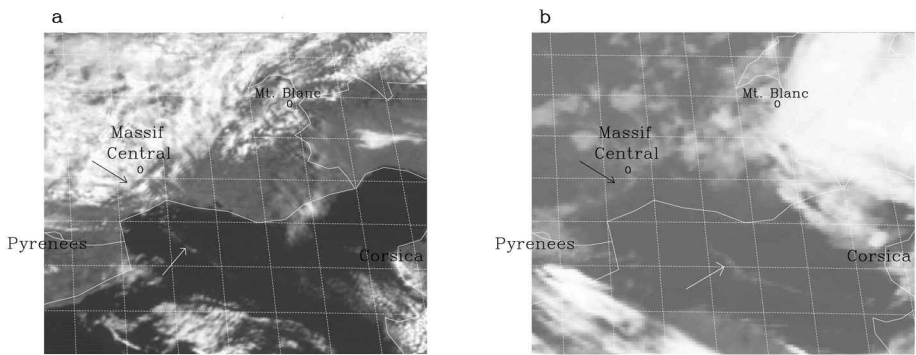 a
b
Mt. Blanc
o
Massif
Central
o
Pyrenees
Corsica
Mt. Blanc
o
Massif
Central
o
Pyrenees
Corsica